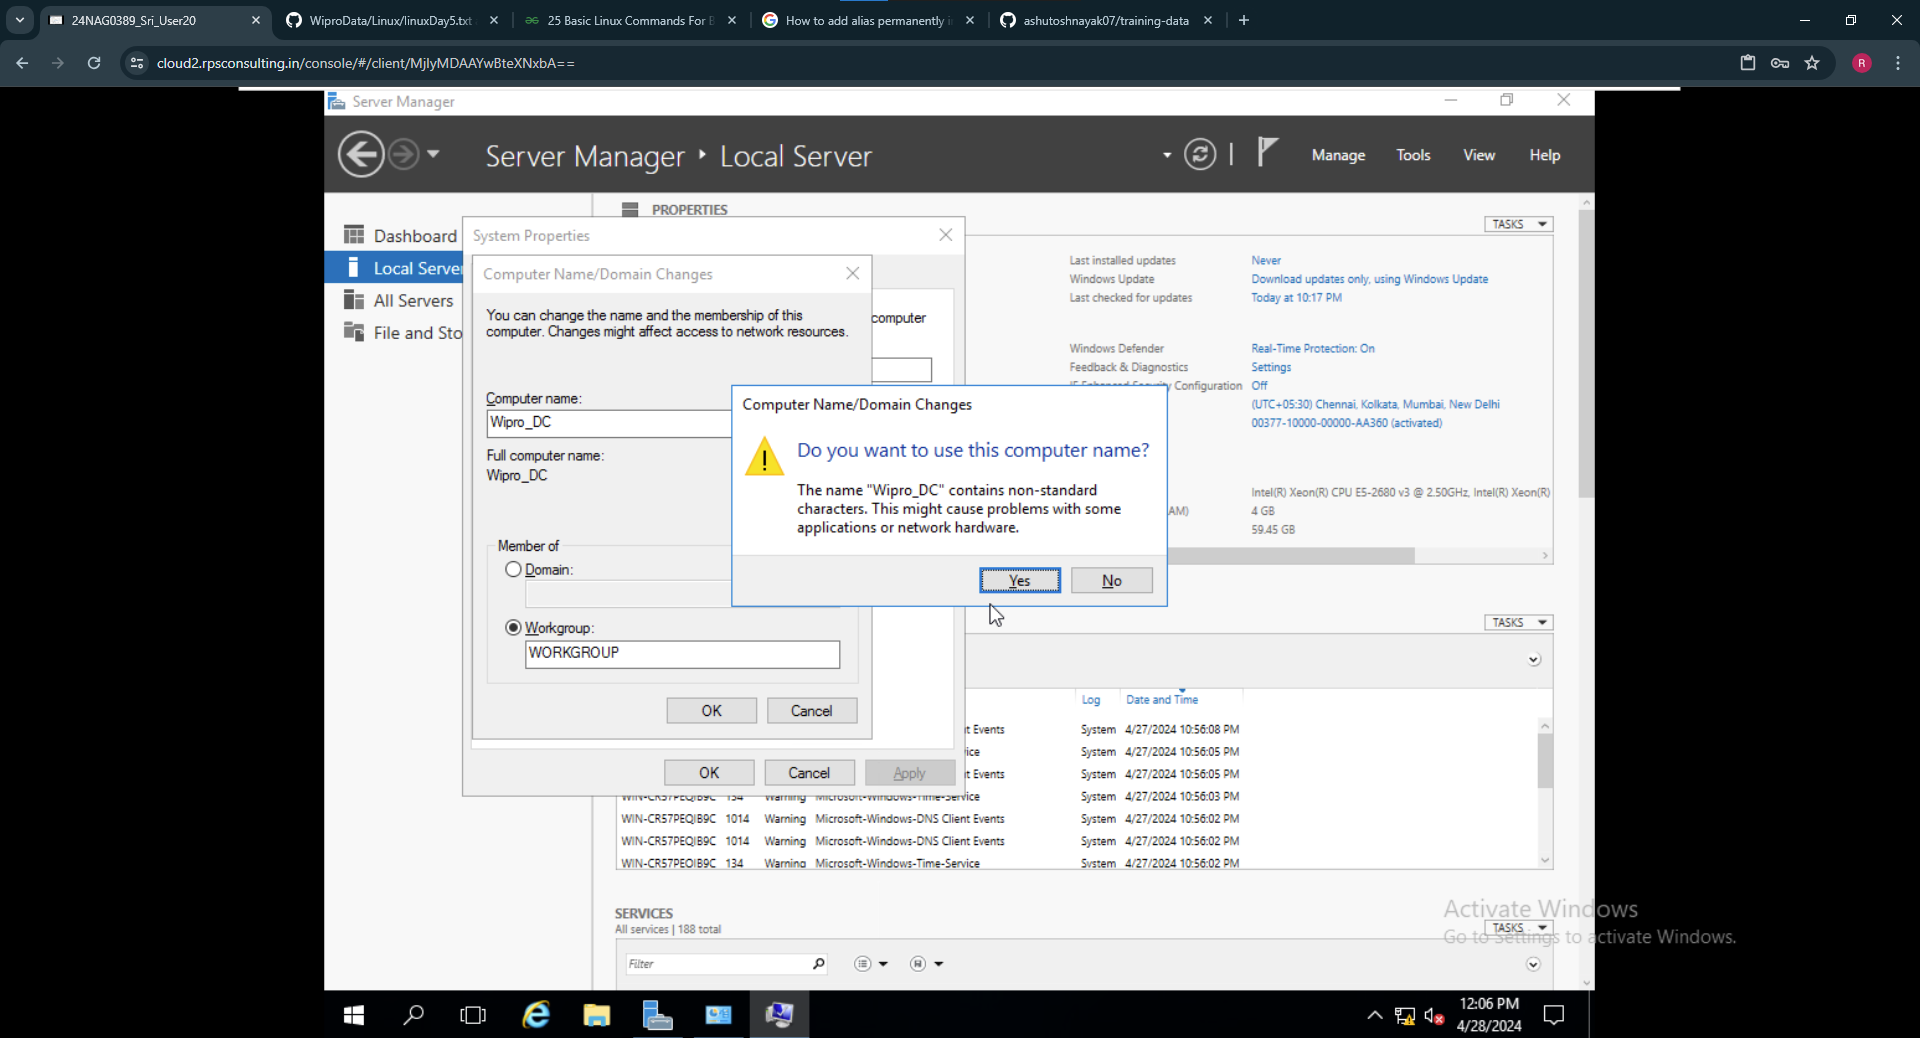 24NAG0389_Sri_User20
WiproData/Linux/linuxDay5.txt
25 Basic Linux Commands For B
How to add alias permanently i
ashutoshnayak07/training-data
cloud2.rpsconsulting.in/console/#/client/MjIyMDAAYwBteXNxbA==
R
Server Manager
Server Manager
Local Server
Manage
Tools
View
Help
PROPERTIES
TASKS
Dashboard
Local Server
All Servers
File and Sto
System Properties
computer
OK
Cancel
Apply
Computer Name/Domain Changes
You can change the name and the membership of this
computer. Changes might affect access to network resources.
Computer name:
Wipro_DC
Full computer name:
Wipro_DC
Member of
Domain:
Workgroup:
WORKGROUP
OK
Cancel
Computer Name/Domain Changes
Do you want to use this computer name?
The name "Wipro_DC" contains non-standard
characters. This might cause problems with some
applications or network hardware.
Yes
No
Last installed updates Never
Windows Update Download updates only, using Windows Update
Last checked for updates Today at 10:17 PM
Windows Defender Real-Time Protection: On
Feedback & Diagnostics Settings
Configuration Off
(UTC+05:30) Chennai, Kolkata, Mumbai, New Delhi
00377-10000-00000-AA360 (activated)
Intel(R) Xeon(R) CPU E5-2680 v3 @ 2.50GHz, Intel(R) Xeon(R)
AM) 4 GB
59.45 GB
TASKS
Log Date and Time
t Events System 4/27/2024 10:56:08 PM
ice System 4/27/2024 10:56:05 PM
t Events System 4/27/2024 10:56:05 PM
WIN-CR57PEQIB9C 134 Warning Microsoft-Windows-Time-Service System 4/27/2024 10:56:03 PM
WIN-CR57PEQIB9C 1014 Warning Microsoft-Windows-DNS Client Events System 4/27/2024 10:56:02 PM
WIN-CR57PEQIB9C 1014 Warning Microsoft-Windows-DNS Client Events System 4/27/2024 10:56:02 PM
WIN-CR57PEQIB9C 134 Warning Microsoft-Windows-Time-Service System 4/27/2024 10:56:02 PM
SERVICES
All services | 188 total
TASKS
Filter
Activate Windows
Go to Settings to activate Windows.
12:06 PM
4/28/2024